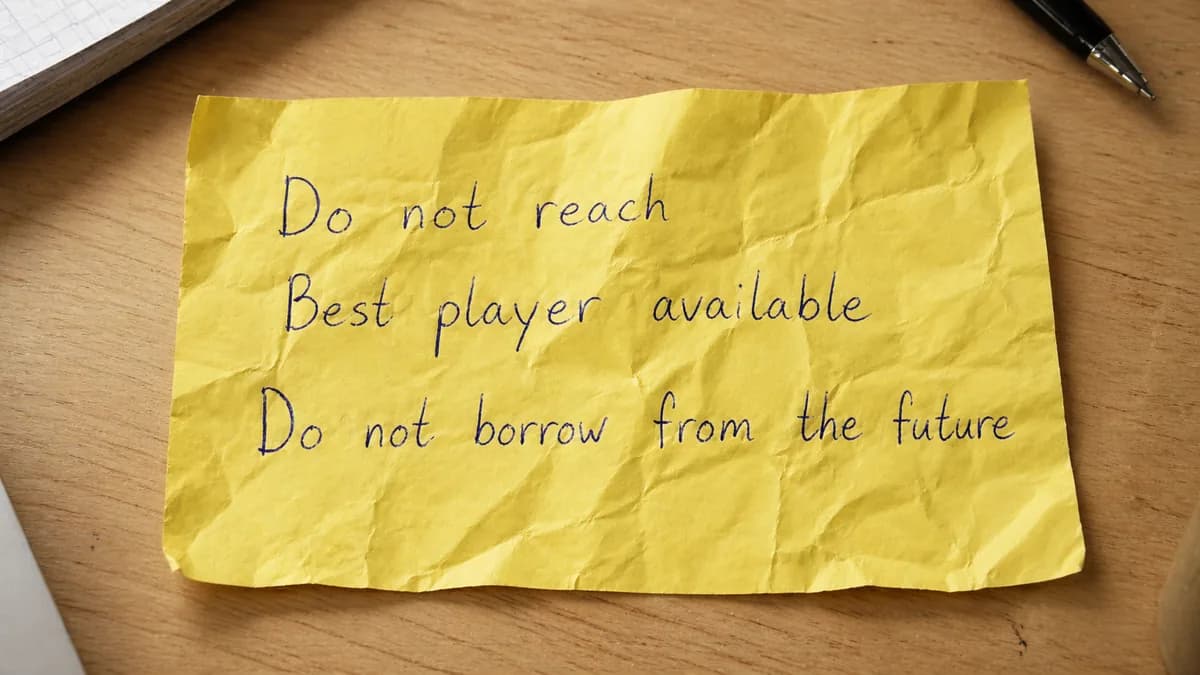 Do not reach
Best player available
Do not borrow from the future